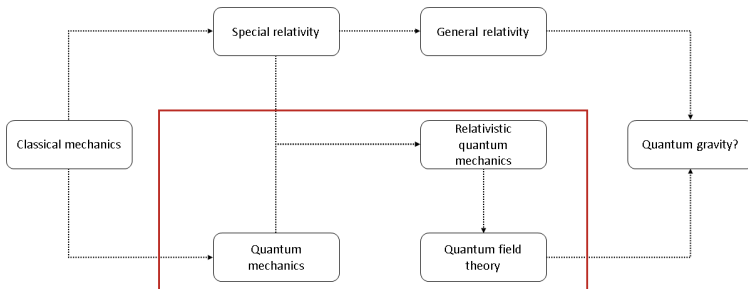 Special relativity
General relativity
Classical mechanics
Relativistic
quantum
mechanics
Quantum gravity?
Quantum
mechanics
Quantum field
theory